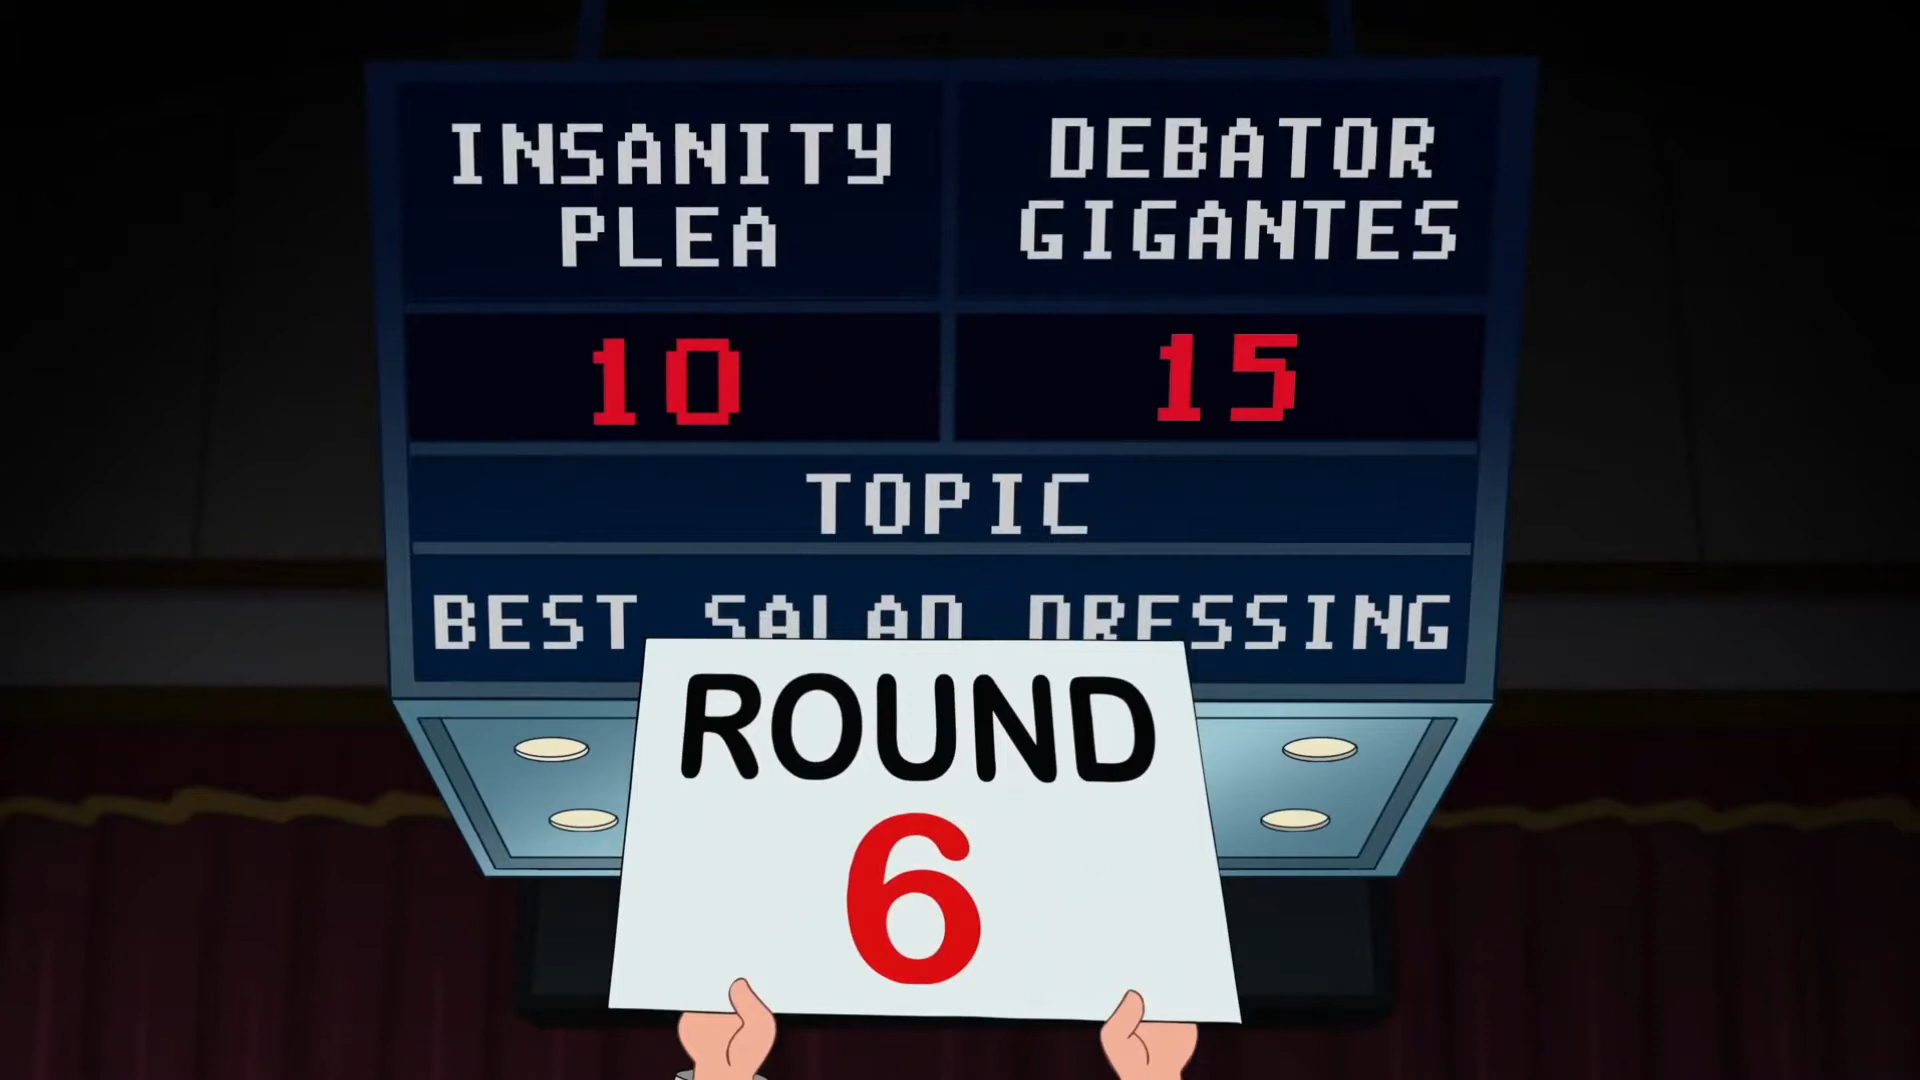 INSANITY
PLEA
DEBATOR
GIGANTES
10
15
TOPIC
BEST SALAD DRESSING
ROUND
6